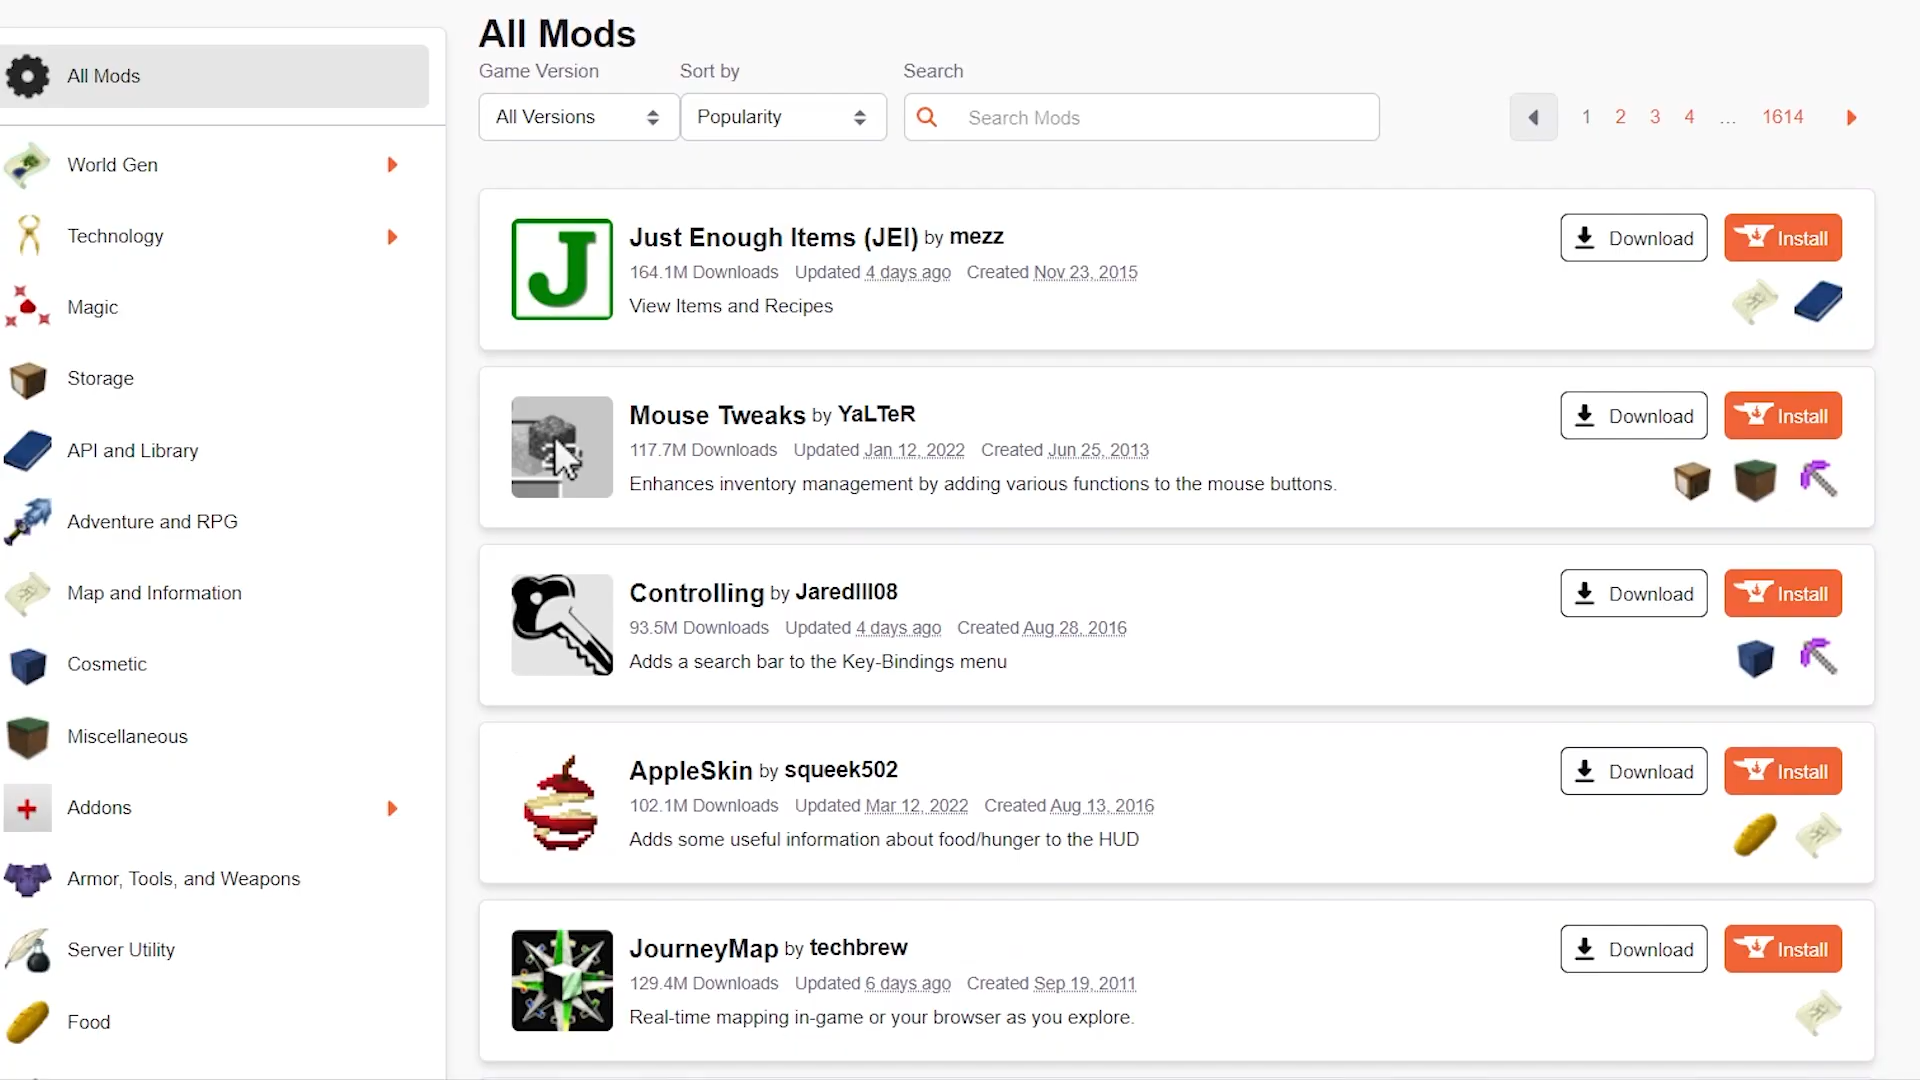 All Mods
World Gen
Technology
Magic
Storage
API and Library
Adventure and RPG
Map and Information
Cosmetic
Miscellaneous
Addons
Armor, Tools, and Weapons
Server Utility
Food
All Mods
Game Version Sort by Search
All Versions Popularity Search Mods 1 2 3 4 ... 1614
J
Just Enough Items (JEI) by mezz
164.1M Downloads Updated 4 days ago Created Nov 23, 2015
View Items and Recipes
Download Install
Mouse Tweaks by YaLTeR
117.7M Downloads Updated Jan 12, 2022 Created Jun 25, 2013
Enhances inventory management by adding various functions to the mouse buttons.
Download Install
Controlling by Jaredlll08
93.5M Downloads Updated 4 days ago Created Aug 28, 2016
Adds a search bar to the Key-Bindings menu
Download Install
AppleSkin by squeek502
102.1M Downloads Updated Mar 12, 2022 Created Aug 13, 2016
Adds some useful information about food/hunger to the HUD
Download Install
JourneyMap by techbrew
129.4M Downloads Updated 6 days ago Created Sep 19, 2011
Real-time mapping in-game or your browser as you explore.
Download Install